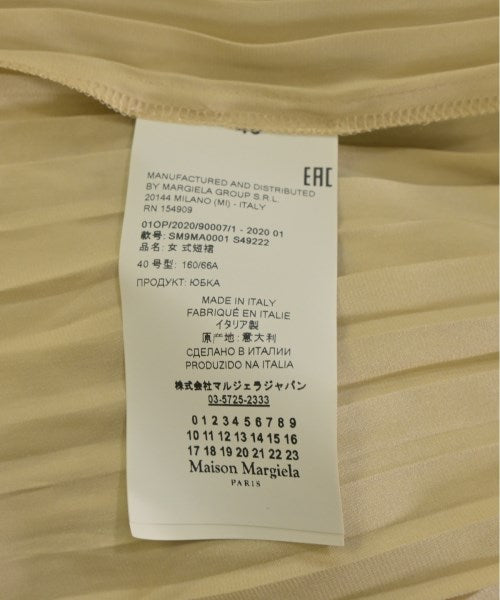 EAC
MANUFACTURED AND DISTRIBUTED
BY MARGIELA GROUP S.R.L.
20144 MILANO (MI) - ITALY
RN 154909
01OP/2020/90007/1 - 2020 01
款号: SM9MA0001 S49222
品名: 女 式短裙
40 号型: 160/66A
ПРОДУКТ: ЮБКА
MADE IN ITALY
FABRIQUÉ EN ITALIE
イタリア製
原产地: 意大利
СДЕЛАНО В ИТАЛИИ
PRODUZIDO NA ITALIA
株式会社マルジェラジャパン
03-5725-2333
0 1 2 3 4 5 6 7 8 9
10 11 12 13 14 15 16
17 18 19 20 21 22 23
Maison Margiela
PARIS